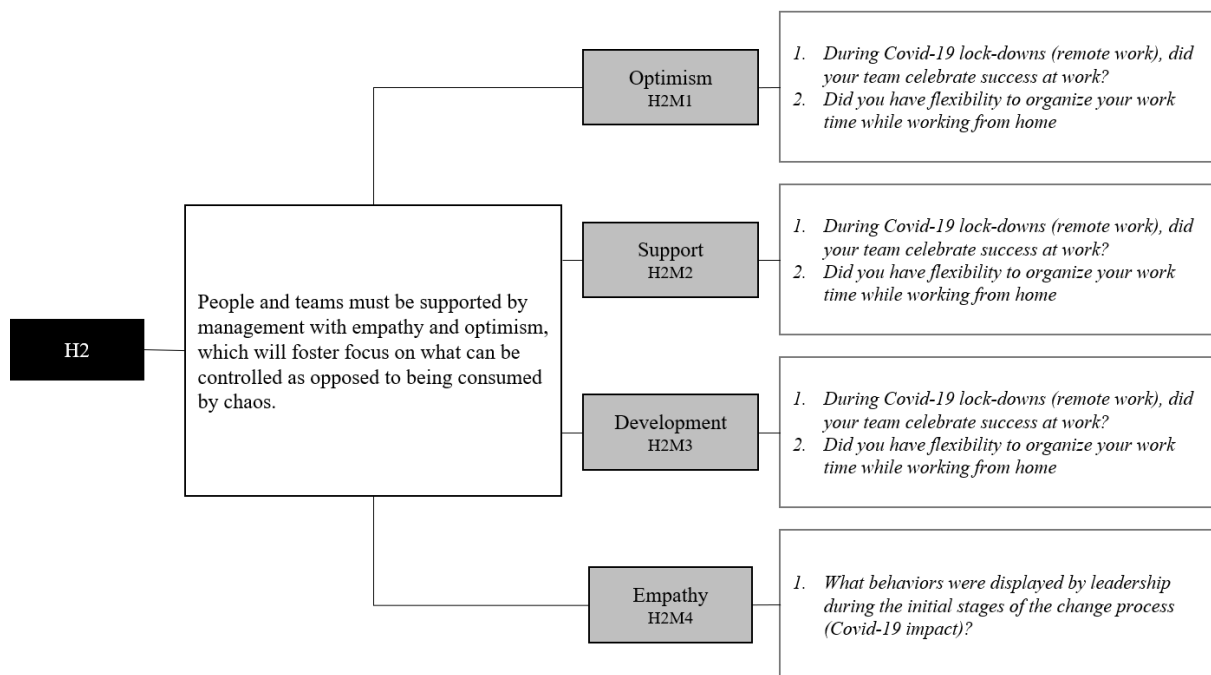 H2
People and teams must be supported by
management with empathy and optimism,
which will foster focus on what can be
controlled as opposed to being consumed
by chaos.
Optimism
H2M1
1. During Covid-19 lock-downs (remote work), did
your team celebrate success at work?
2. Did you have flexibility to organize your work
time while working from home
Support
H2M2
1. During Covid-19 lock-downs (remote work), did
your team celebrate success at work?
2. Did you have flexibility to organize your work
time while working from home
Development
H2M3
1. During Covid-19 lock-downs (remote work), did
your team celebrate success at work?
2. Did you have flexibility to organize your work
time while working from home
Empathy
H2M4
1. What behaviors were displayed by leadership
during the initial stages of the change process
(Covid-19 impact)?